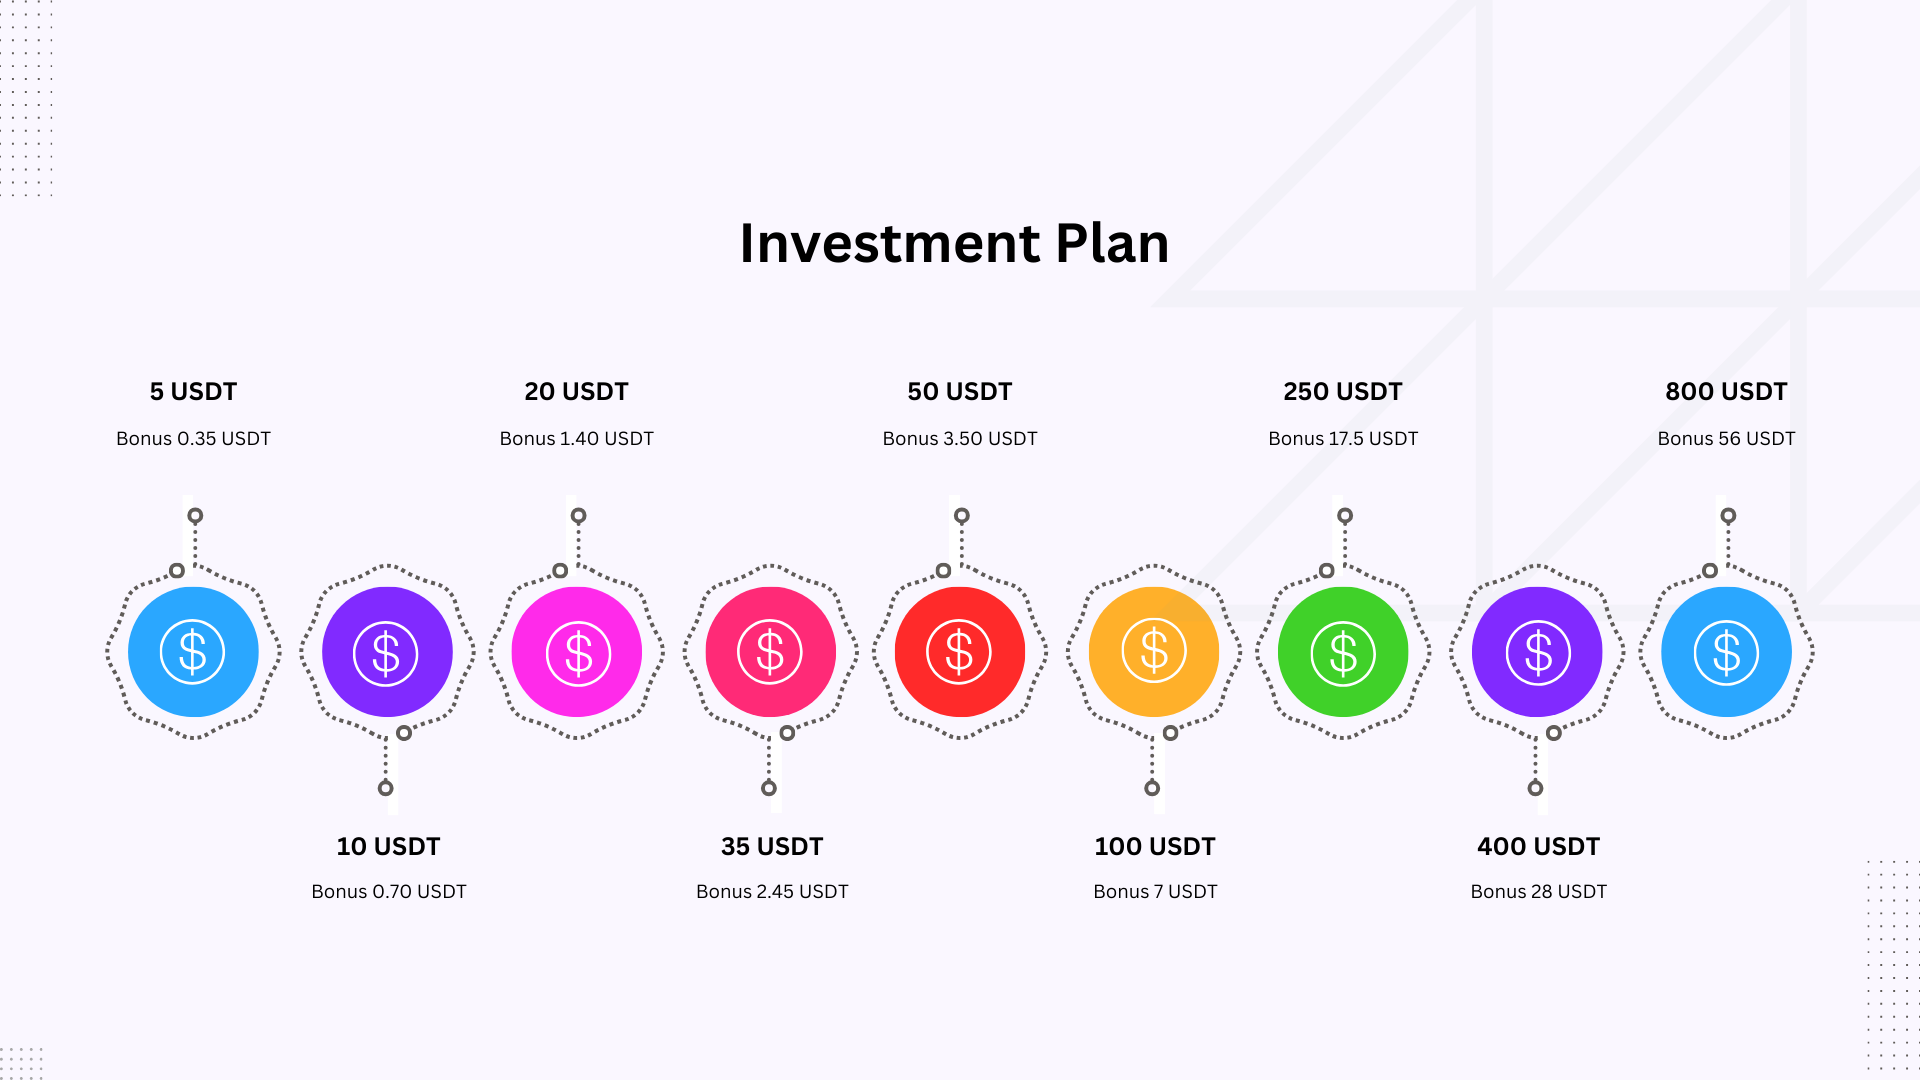 Investment Plan
5 USDT
Bonus 0.35 USDT
20 USDT
Bonus 1.40 USDT
50 USDT
Bonus 3.50 USDT
250 USDT
Bonus 17.5 USDT
800 USDT
Bonus 56 USDT
$
$
$
$
$
$
$
$
$
10 USDT
Bonus 0.70 USDT
35 USDT
Bonus 2.45 USDT
100 USDT
Bonus 7 USDT
400 USDT
Bonus 28 USDT